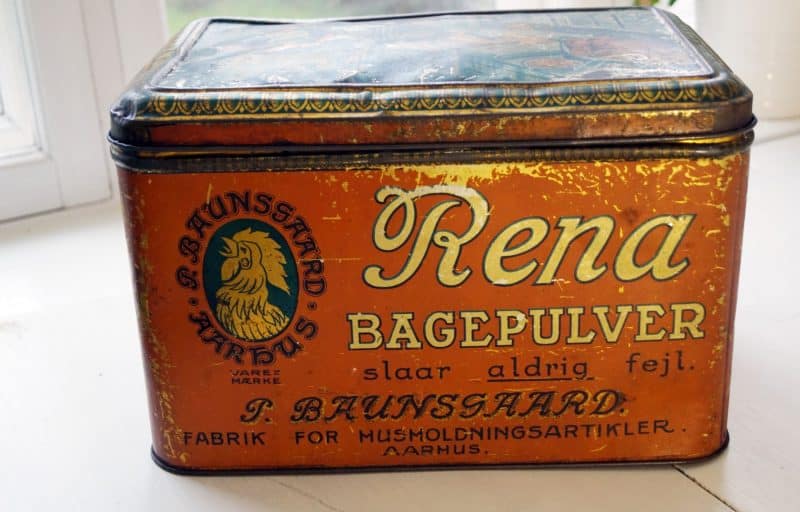 P. BAUNSGAARD
AARHUS
VARE-
MÆRKE
Rena
BAGEPULVER
slaar aldrig fejl.
P. BAUNSGAARD.
FABRIK FOR HUSHOLDNINGSARTIKLER.
AARHUS.